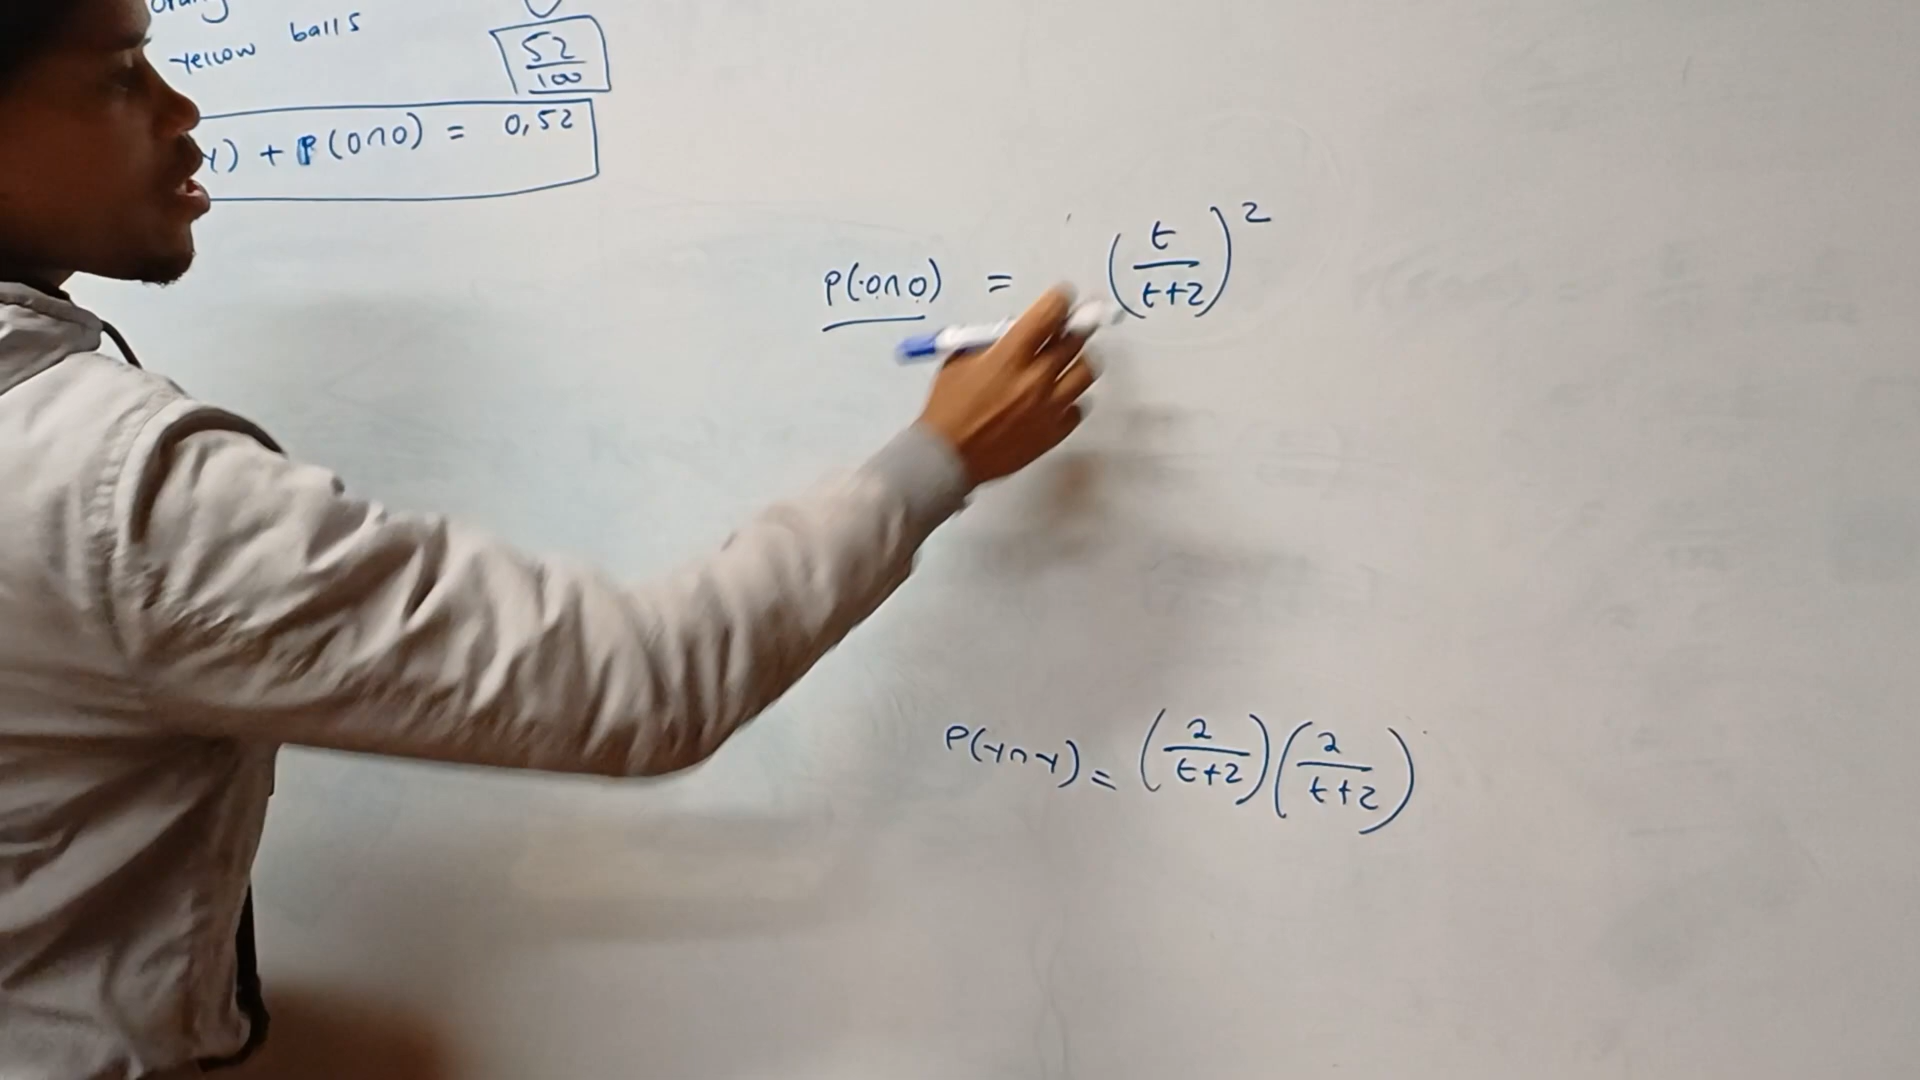 yellow balls
52/100
Y) + P(O∩O) = 0,52
P(O∩O) = (t/(t+2))²
P(Y∩Y) = (2/(t+2))(2/(t+2))